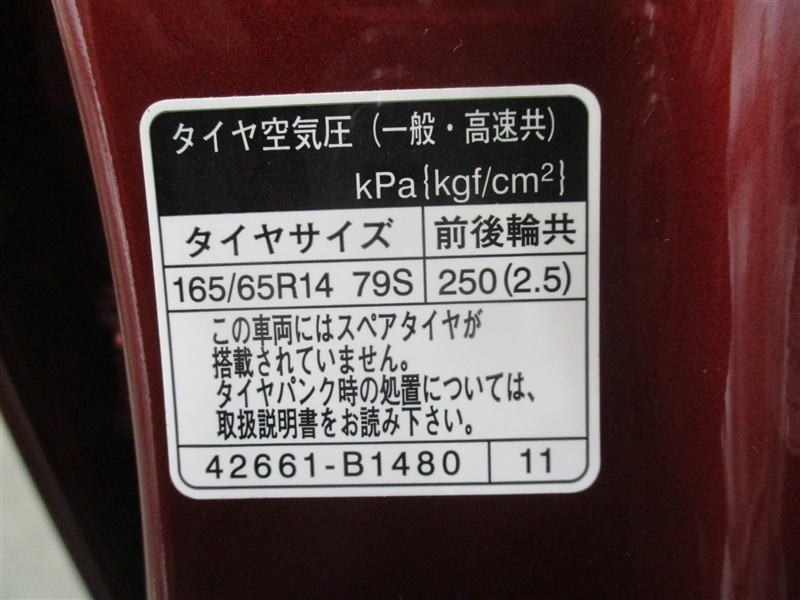 タイヤ空気圧（一般・高速共）
kPa{kgf/cm²}
タイヤサイズ 前後輪共
165/65R14 79S 250(2.5)
この車両にはスペアタイヤが
搭載されていません。
タイヤパンク時の処置については、
取扱説明書をお読み下さい。
42661-B1480 11